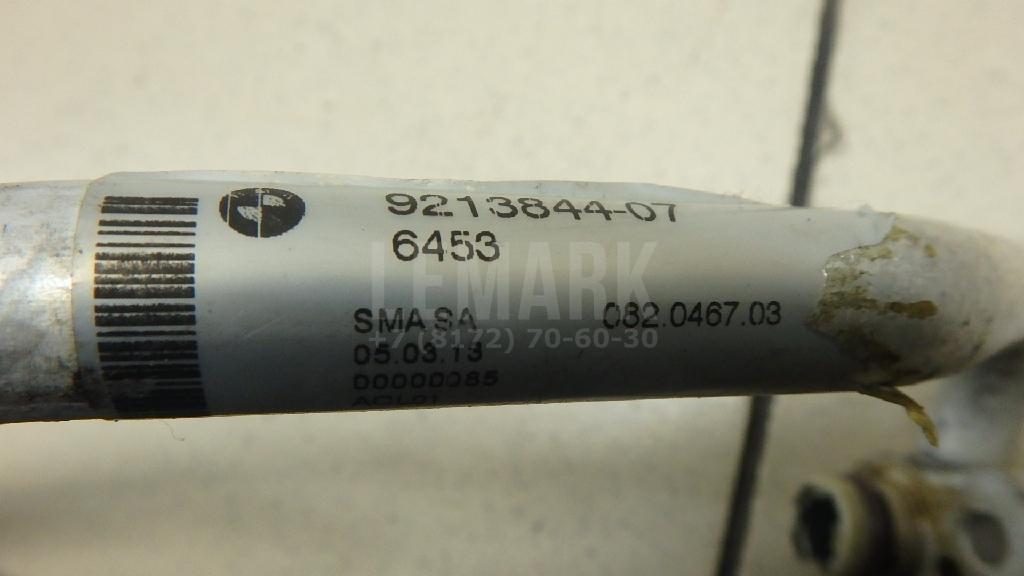 9213844-07
6453
LEMARK
SMA SA 082.0467.03
+7 (8172) 70-60-30
05.03.13
00000085